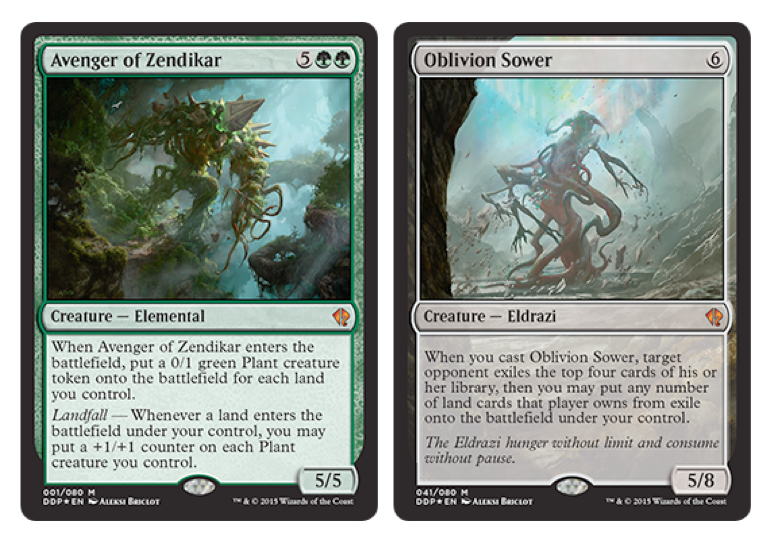 Avenger of Zendikar 5
Creature — Elemental
When Avenger of Zendikar enters the
battlefield, put a 0/1 green Plant creature
token onto the battlefield for each land
you control.
Landfall — Whenever a land enters the
battlefield under your control, you may
put a +1/+1 counter on each Plant
creature you control.
5/5
001/080 M
DDP★EN Aleksi Briclot
™ & © 2015 Wizards of the Coast
Oblivion Sower 6
Creature — Eldrazi
When you cast Oblivion Sower, target
opponent exiles the top four cards of his or
her library, then you may put any number
of land cards that player owns from exile
onto the battlefield under your control.
The Eldrazi hunger without limit and consume
without pause.
5/8
041/080 M
DDP★EN Aleksi Briclot
™ & © 2015 Wizards of the Coast